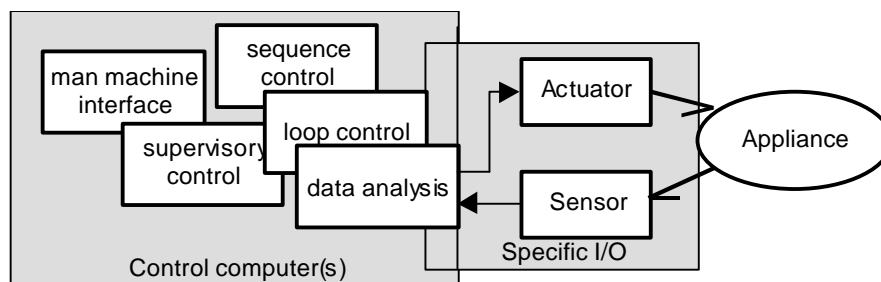 man machine
interface
sequence
control
supervisory
control
loop control
data analysis
Control computer(s)
Actuator
Sensor
Specific I/O
Appliance